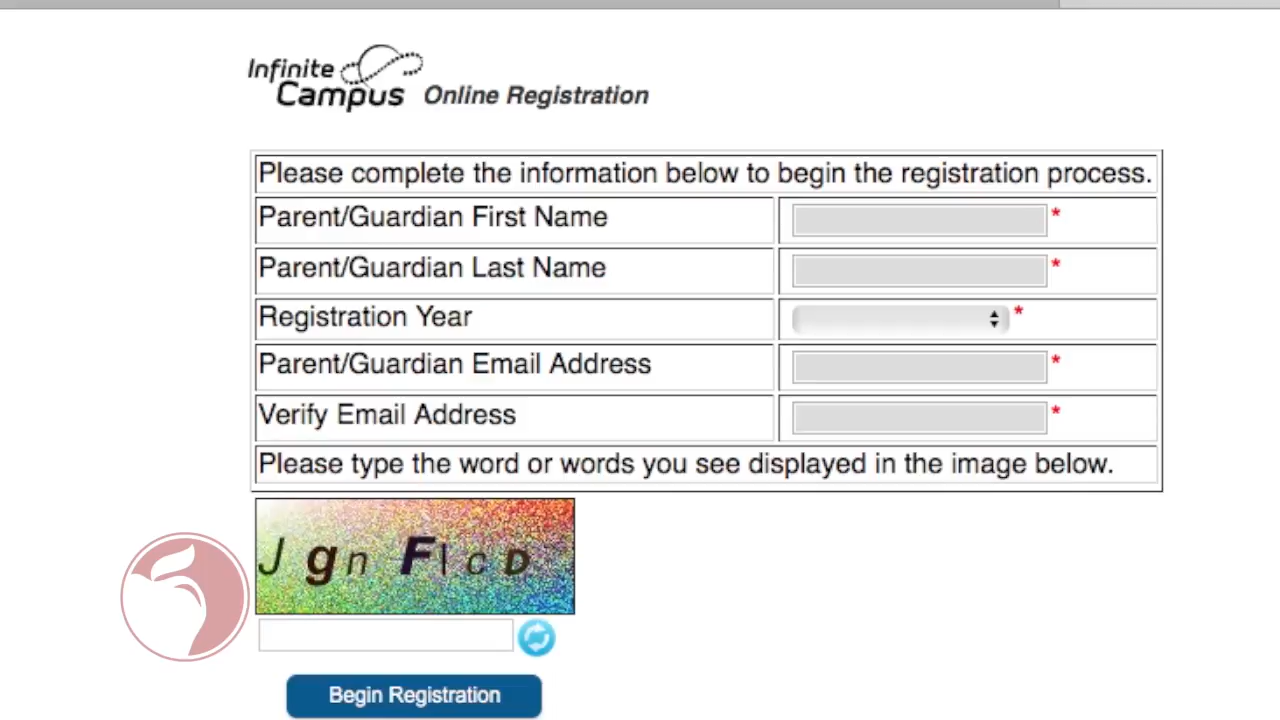 Infinite
Campus Online Registration
Please complete the information below to begin the registration process.
Parent/Guardian First Name *
Parent/Guardian Last Name *
Registration Year *
Parent/Guardian Email Address *
Verify Email Address *
Please type the word or words you see displayed in the image below.
Begin Registration